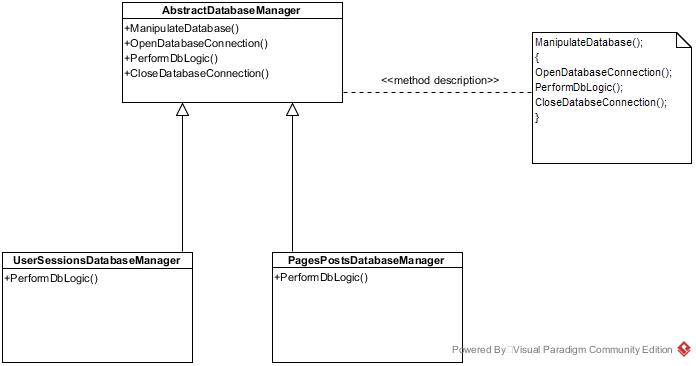 AbstractDatabaseManager
+ManipulateDatabase()
+OpenDatabaseConnection()
+PerformDbLogic()
+CloseDatabaseConnection()
<<method description>>
ManipulateDatabase();
{
OpenDatabaseConnection();
PerformDbLogic();
CloseDatabseConnection();
}
UserSessionsDatabaseManager
+PerformDbLogic()
PagesPostsDatabaseManager
+PerformDbLogic()
Powered By Visual Paradigm Community Edition